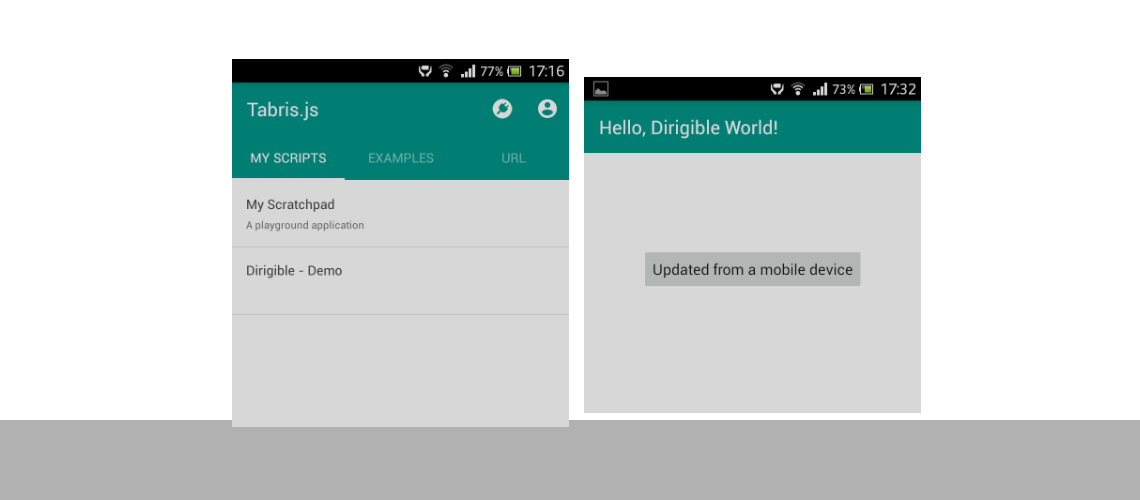 77% 17:16
Tabris.js
MY SCRIPTS EXAMPLES URL
My Scratchpad
A playground application
Dirigible - Demo
73% 17:32
Hello, Dirigible World!
Updated from a mobile device